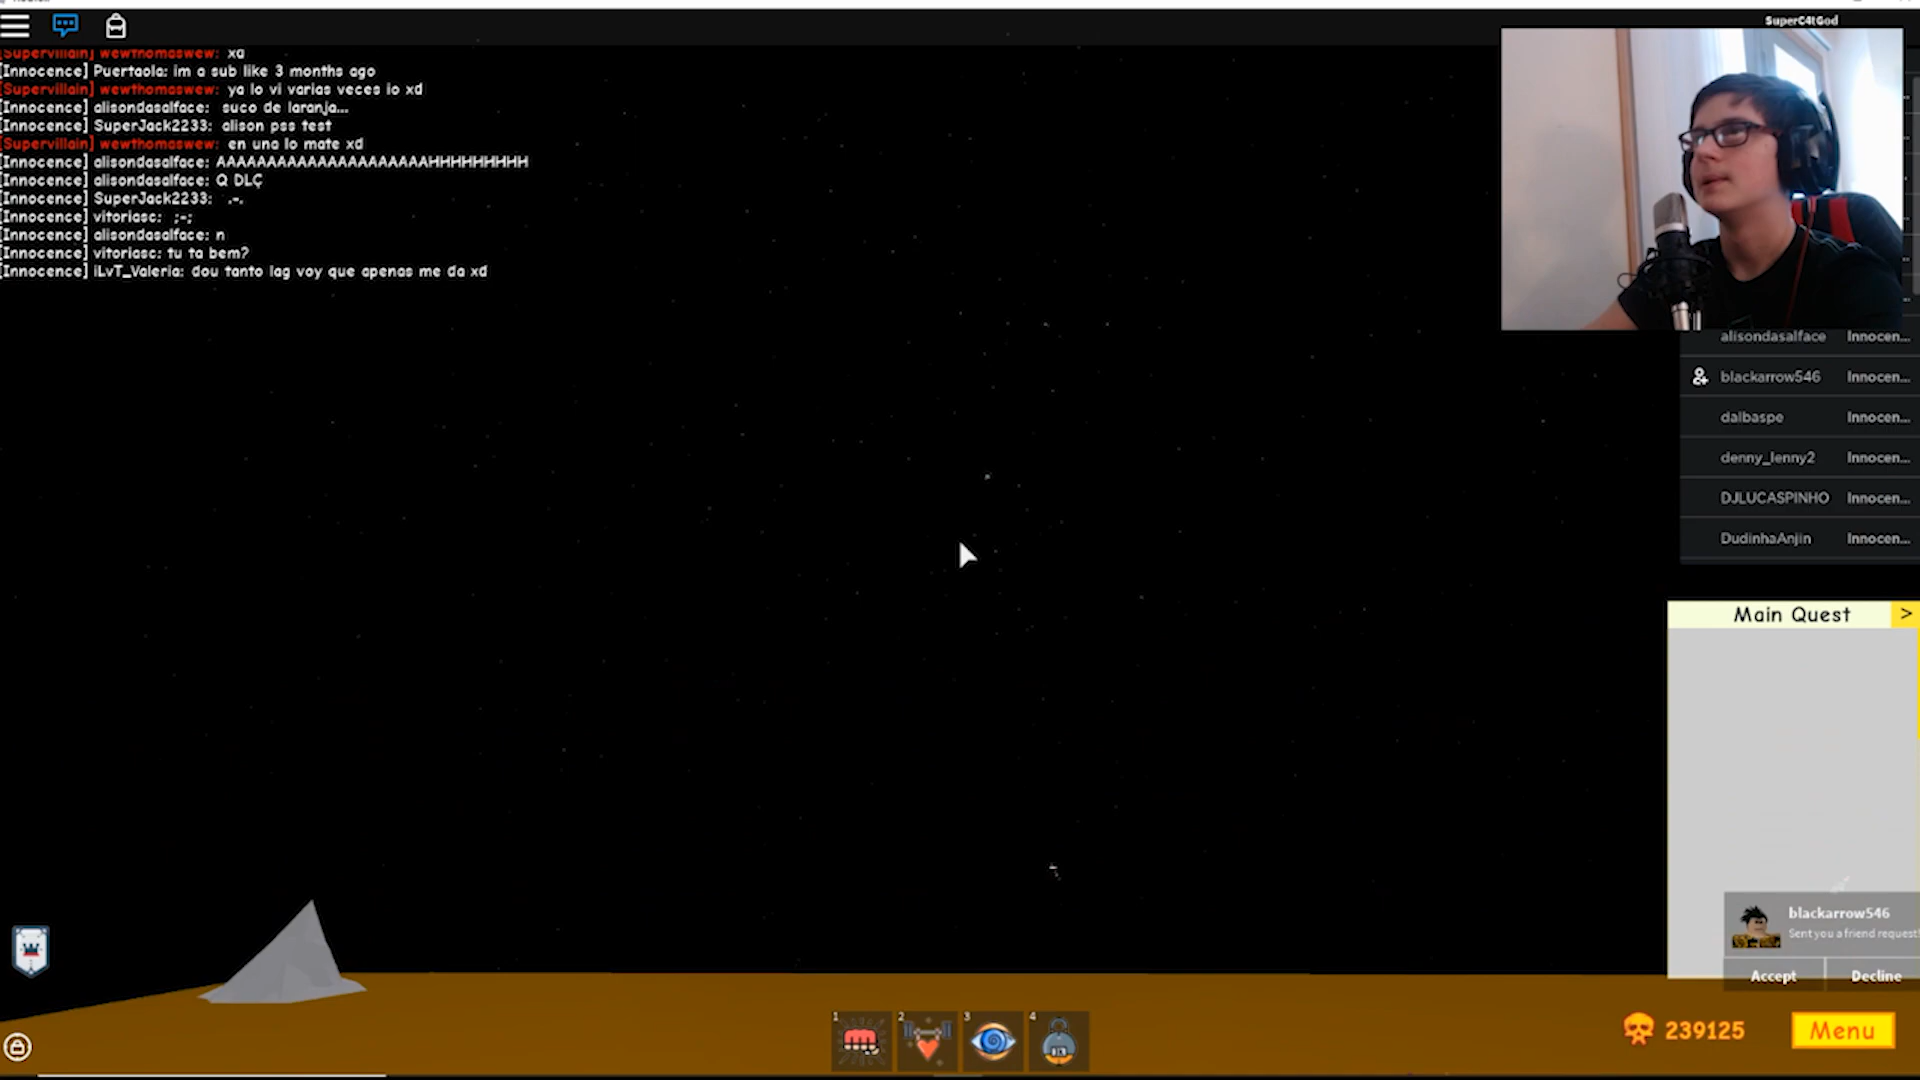 SuperC4tGod
[Supervillain] wewthomaswew: xd
[Innocence] Puertaola: im a sub like 3 months ago
[Supervillain] wewthomaswew: ya lo vi varias veces io xd
[Innocence] alisondasalface: suco de laranja...
[Innocence] SuperJack2233: alison pss test
[Supervillain] wewthomaswew: en una lo mate xd
[Innocence] alisondasalface: AAAAAAAAAAAAAAAAAAAAAHHHHHHHHH
[Innocence] alisondasalface: Q DLÇ
[Innocence] SuperJack2233: .-.
[Innocence] vitoriasc: ;-;
[Innocence] alisondasalface: n
[Innocence] vitoriasc: tu ta bem?
[Innocence] iLvT_Valeria: dou tanto lag voy que apenas me da xd
alisondasalface Innocen...
blackarrow546 Innocen...
dalbaspe Innocen...
denny_lenny2 Innocen...
DJLUCASPINHO Innocen...
DudinhaAnjin Innocen...
Main Quest >
blackarrow546
Sent you a friend request!
Accept Decline
1 2 3 4
239125 Menu